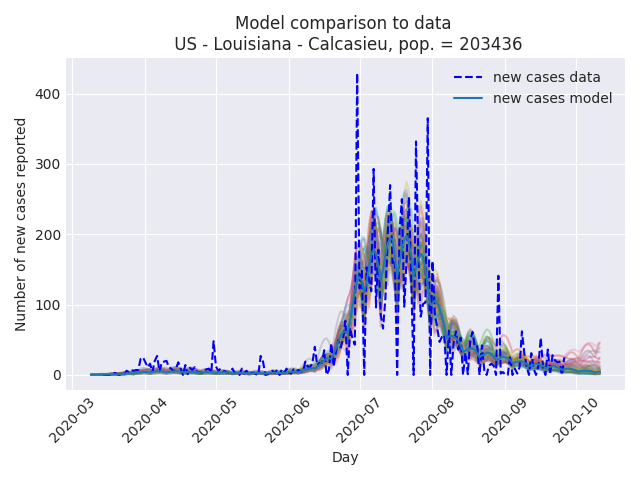 Model comparison to data
US - Louisiana - Calcasieu, pop. = 203436
new cases data
new cases model
Number of new cases reported
400
300
200
100
0
2020-03
2020-04
2020-05
2020-06
2020-07
2020-08
2020-09
2020-10
Day